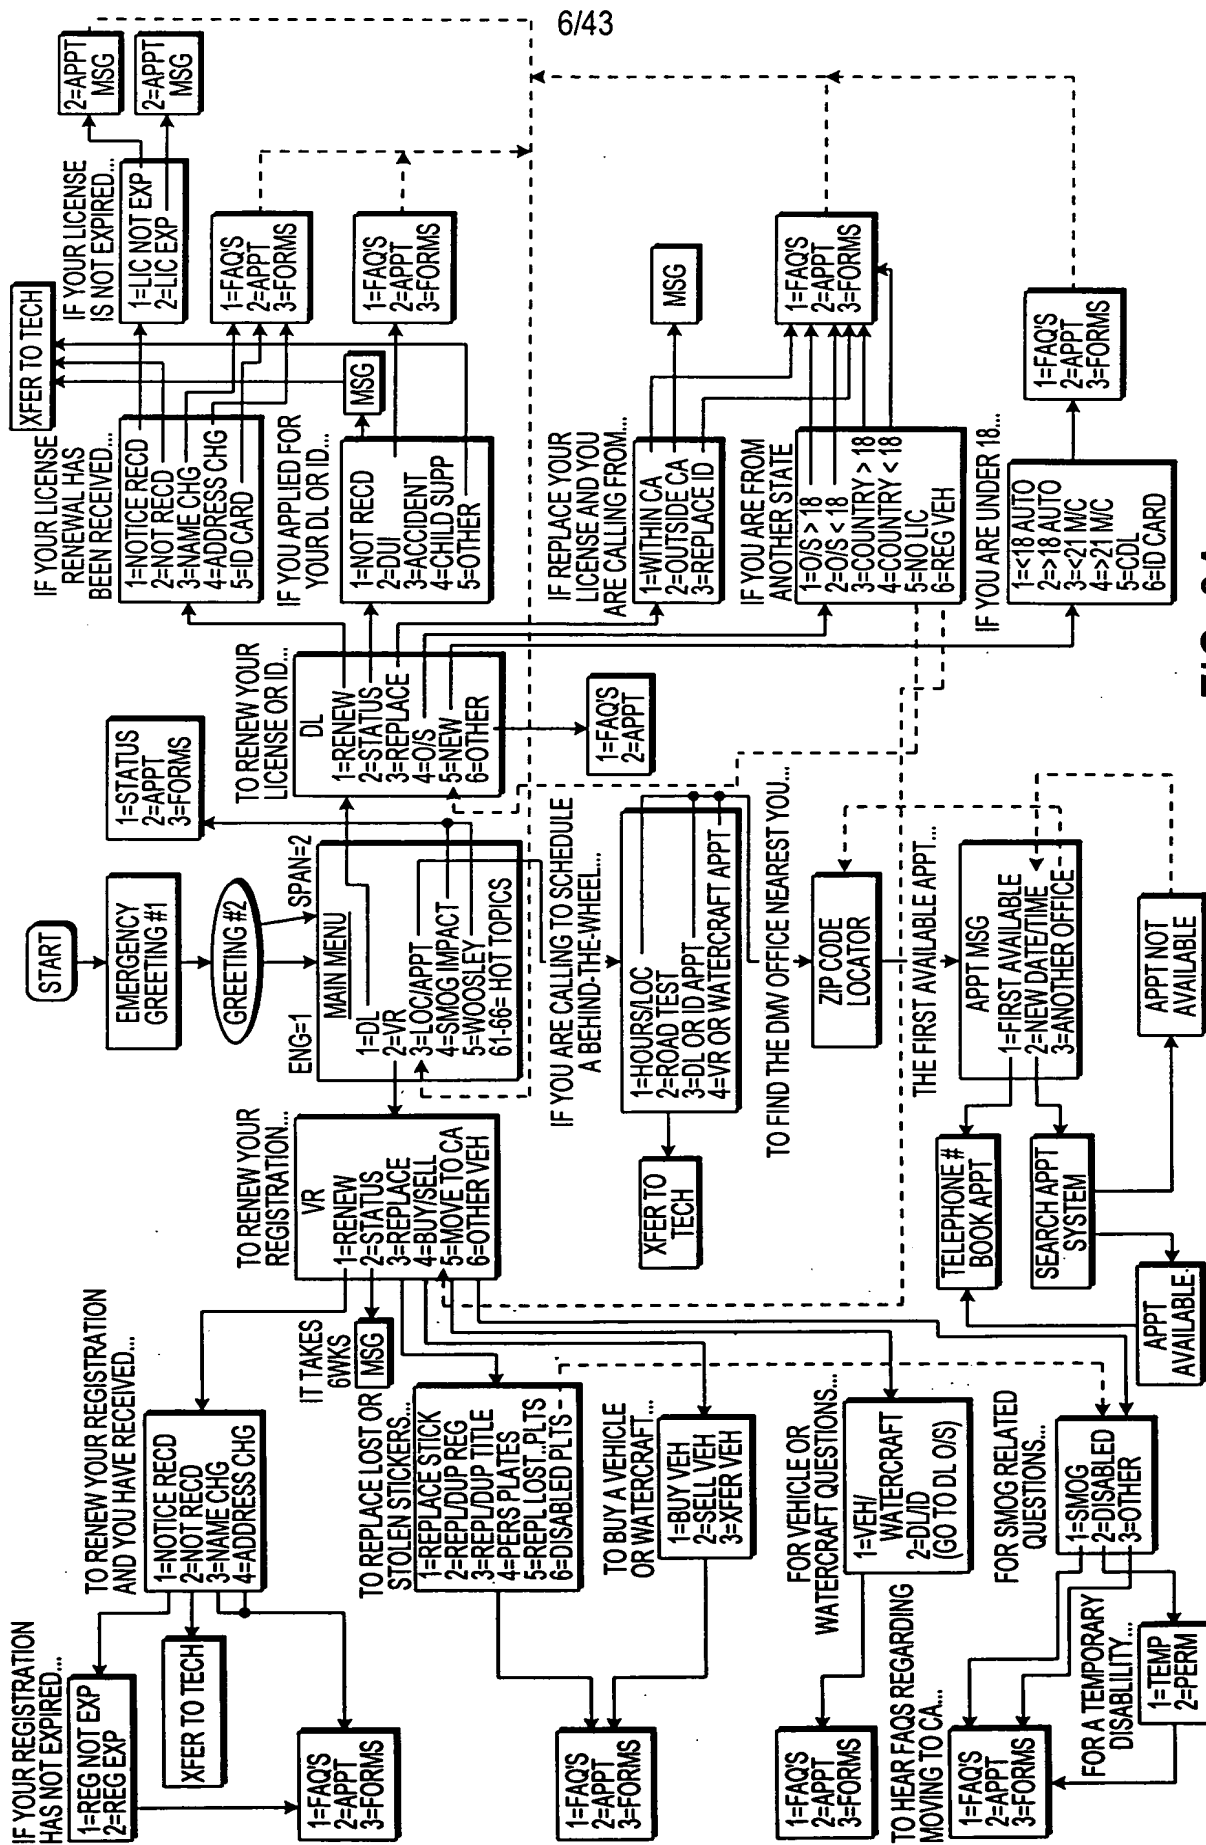 6/43
START
EMERGENCY
GREETING #1
GREETING #2
ENG=1
SPAN=2
MAIN MENU
1=DL
2=VR
3=LOC/APPT
4=SMOG IMPACT
5=WOOSLEY
61-66= HOT TOPICS
1=STATUS
2=APPT
3=FORMS
TO RENEW YOUR
LICENSE OR ID...
DL
1=RENEW
2=STATUS
3=REPLACE
4=O/S
5=NEW
6=OTHER
1=FAQ'S
2=APPT
IF YOUR LICENSE
RENEWAL HAS
BEEN RECEIVED...
1=NOTICE RECD
2=NOT RECD
3=NAME CHG
4=ADDRESS CHG
5=ID CARD
XFER TO TECH
IF YOUR LICENSE
IS NOT EXPIRED...
1=LIC NOT EXP
2=LIC EXP
2=APPT
MSG
2=APPT
MSG
1=FAQ'S
2=APPT
3=FORMS
IF YOU APPLIED FOR
YOUR DL OR ID...
1=NOT RECD
2=DUI
3=ACCIDENT
4=CHILD SUPP
5=OTHER
MSG
1=FAQ'S
2=APPT
3=FORMS
IF REPLACE YOUR
LICENSE AND YOU
ARE CALLING FROM...
1=WITHIN CA
2=OUTSIDE CA
3=REPLACE ID
MSG
1=FAQ'S
2=APPT
3=FORMS
IF YOU ARE FROM
ANOTHER STATE
1=O/S > 18
2=O/S < 18
3=COUNTRY > 18
4=COUNTRY < 18
5=NO LIC
6=REG VEH
IF YOU ARE UNDER 18...
1=<18 AUTO
2=>18 AUTO
3=<21 M/C
4=>21 M/C
5=CDL
6=ID CARD
1=FAQ'S
2=APPT
3=FORMS
TO RENEW YOUR
REGISTRATION...
VR
1=RENEW
2=STATUS
3=REPLACE
4=BUY/SELL
5=MOVE TO CA
6=OTHER VEH
IF YOU ARE CALLING TO SCHEDULE
A BEHIND-THE-WHEEL...
1=HOURS/LOC
2=ROAD TEST
3=DL OR ID APPT
4=VR OR WATERCRAFT APPT
XFER TO
TECH
TO FIND THE DMV OFFICE NEAREST YOU...
ZIP CODE
LOCATOR
THE FIRST AVAILABLE APPT...
APPT MSG
1=FIRST AVAILABLE
2=NEW DATE/TIME
3=ANOTHER OFFICE
TELEPHONE #
BOOK APPT
SEARCH APPT
SYSTEM
APPT NOT
AVAILABLE
APPT
AVAILABLE
TO RENEW YOUR REGISTRATION
AND YOU HAVE RECEIVED...
1=NOTICE RECD
2=NOT RECD
3=NAME CHG
4=ADDRESS CHG
IF YOUR REGISTRATION
HAS NOT EXPIRED...
1=REG NOT EXP
2=REG EXP
XFER TO TECH
1=FAQ'S
2=APPT
3=FORMS
IT TAKES
6WKS
MSG
TO REPLACE LOST OR
STOLEN STICKERS...
1=REPLACE STICK
2=REPL/DUP REG
3=REPL/DUP TITLE
4=PERS PLATES
5=REPL LOST..PLTS
6=DISABLED PLTS
TO BUY A VEHICLE
OR WATERCRAFT...
1=BUY VEH
2=SELL VEH
3=XFER VEH
1=FAQ'S
2=APPT
3=FORMS
FOR VEHICLE OR
WATERCRAFT QUESTIONS...
1=VEH/
WATERCRAFT
2=DL/ID
(GO TO DL O/S)
1=FAQ'S
2=APPT
3=FORMS
TO HEAR FAQS REGARDING
MOVING TO CA...
FOR SMOG RELATED
QUESTIONS...
1=SMOG
2=DISABLED
3=OTHER
1=FAQ'S
2=APPT
3=FORMS
FOR A TEMPORARY
DISABLILITY...
1=TEMP
2=PERM